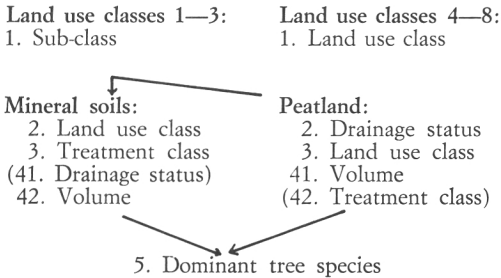 Land use classes 1—3:
1. Sub-class
Land use classes 4—8:
1. Land use class
Mineral soils:
2. Land use class
3. Treatment class
(41. Drainage status)
42. Volume
Peatland:
2. Drainage status
3. Land use class
41. Volume
(42. Treatment class)
5. Dominant tree species